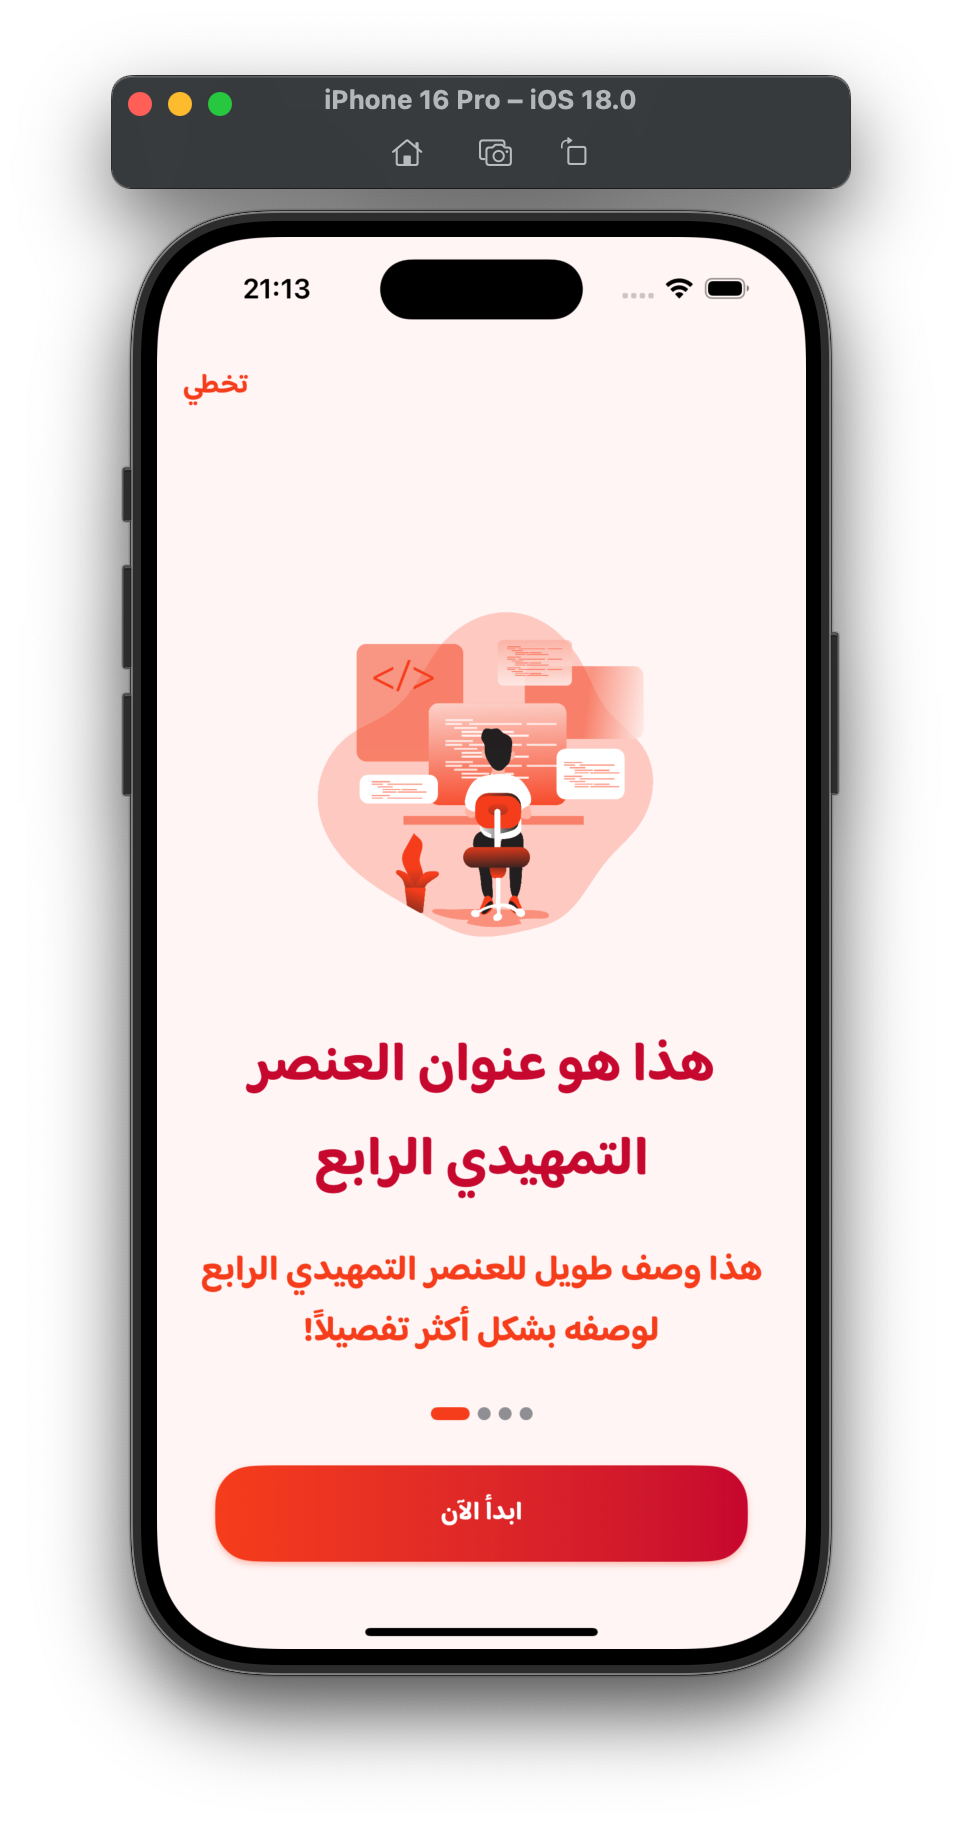 iPhone 16 Pro – iOS 18.0
21:13
تخطي
</>
هذا هو عنوان العنصر
التمهيدي الرابع
هذا وصف طويل للعنصر التمهيدي الرابع
لوصفه بشكل أكثر تفصيلاً!
ابدأ الآن